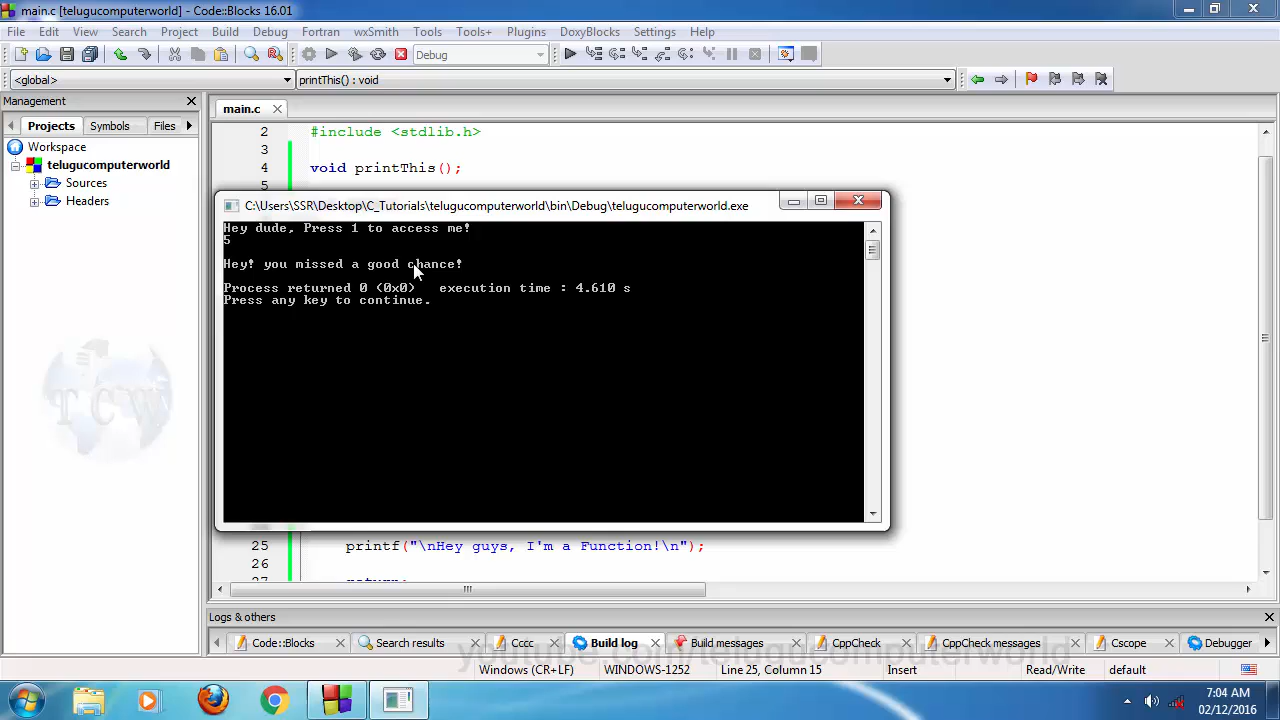 main.c [telugucomputerworld] - Code::Blocks 16.01
File Edit View Search Project Build Debug Fortran wxSmith Tools Tools+ Plugins DoxyBlocks Settings Help
Debug
<global>
printThis() : void
Management
main.c
Projects Symbols Files
Workspace
telugucomputerworld
Sources
Headers
2 #include <stdlib.h>
3
4 void printThis();
5
C:\Users\SSR\Desktop\C_Tutorials\telugucomputerworld\bin\Debug\telugucomputerworld.exe
Hey dude, Press 1 to access me!
5
Hey! you missed a good chance!
Process returned 0 (0x0) execution time : 4.610 s
Press any key to continue.
TCW
25 printf("\nHey guys, I'm a Function!\n");
26
27 return;
Logs & others
Code::Blocks Search results Cccc Build log Build messages CppCheck CppCheck messages Cscope Debugger
youtube.com/telugucomputerworld
Windows (CR+LF) WINDOWS-1252 Line 25, Column 15 Insert Read/Write default
7:04 AM
02/12/2016